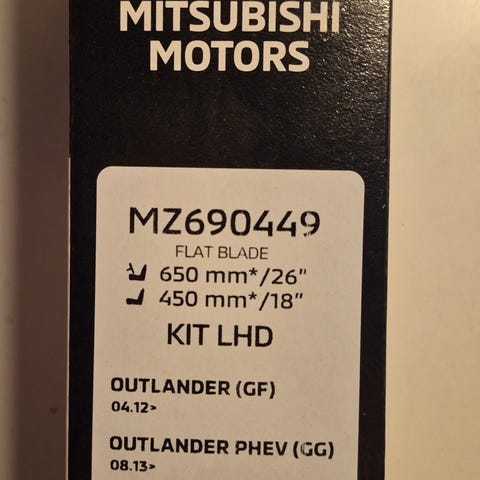 MITSUBISHI
MOTORS
MZ690449
FLAT BLADE
650 mm*/26"
450 mm*/18"
KIT LHD
OUTLANDER (GF)
04.12>
OUTLANDER PHEV (GG)
08.13>